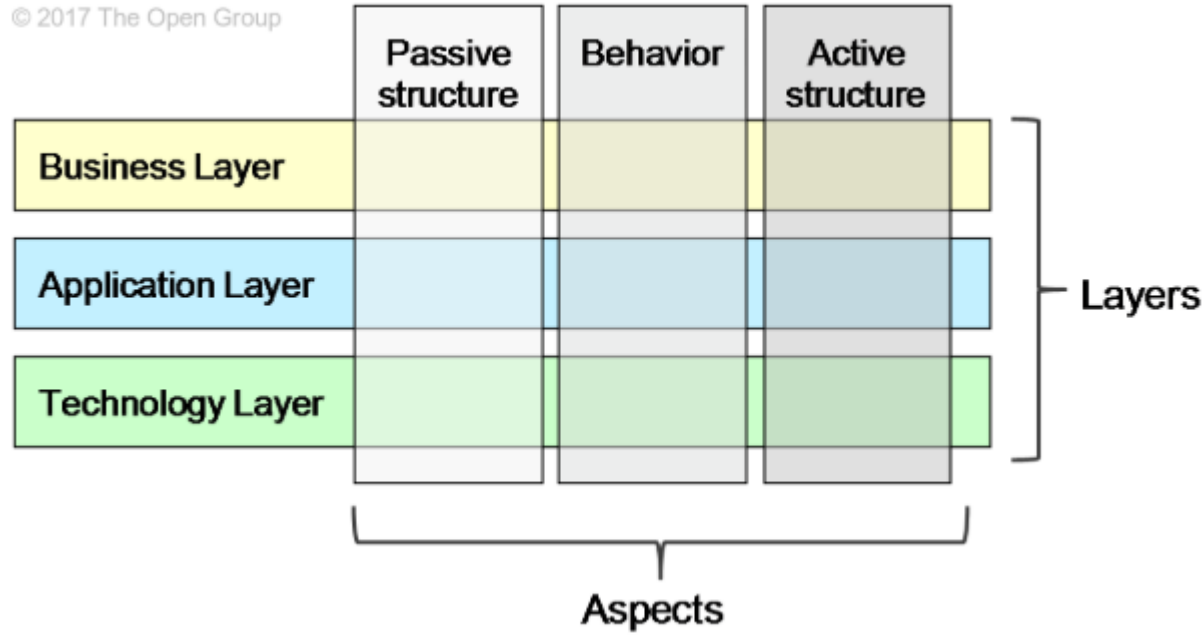 © 2017 The Open Group
Passive
structure
Behavior
Active
structure
Business Layer
Application Layer
Technology Layer
Layers
Aspects